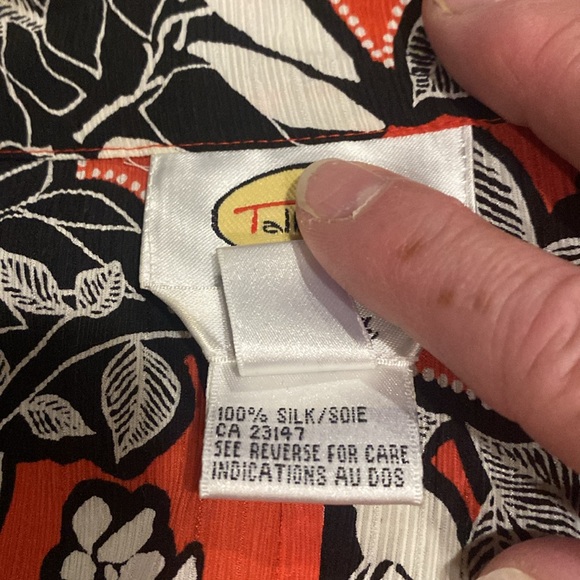 Tal
100% SILK/SOIE
CA 23147
SEE REVERSE FOR CARE
INDICATIONS AU DOS